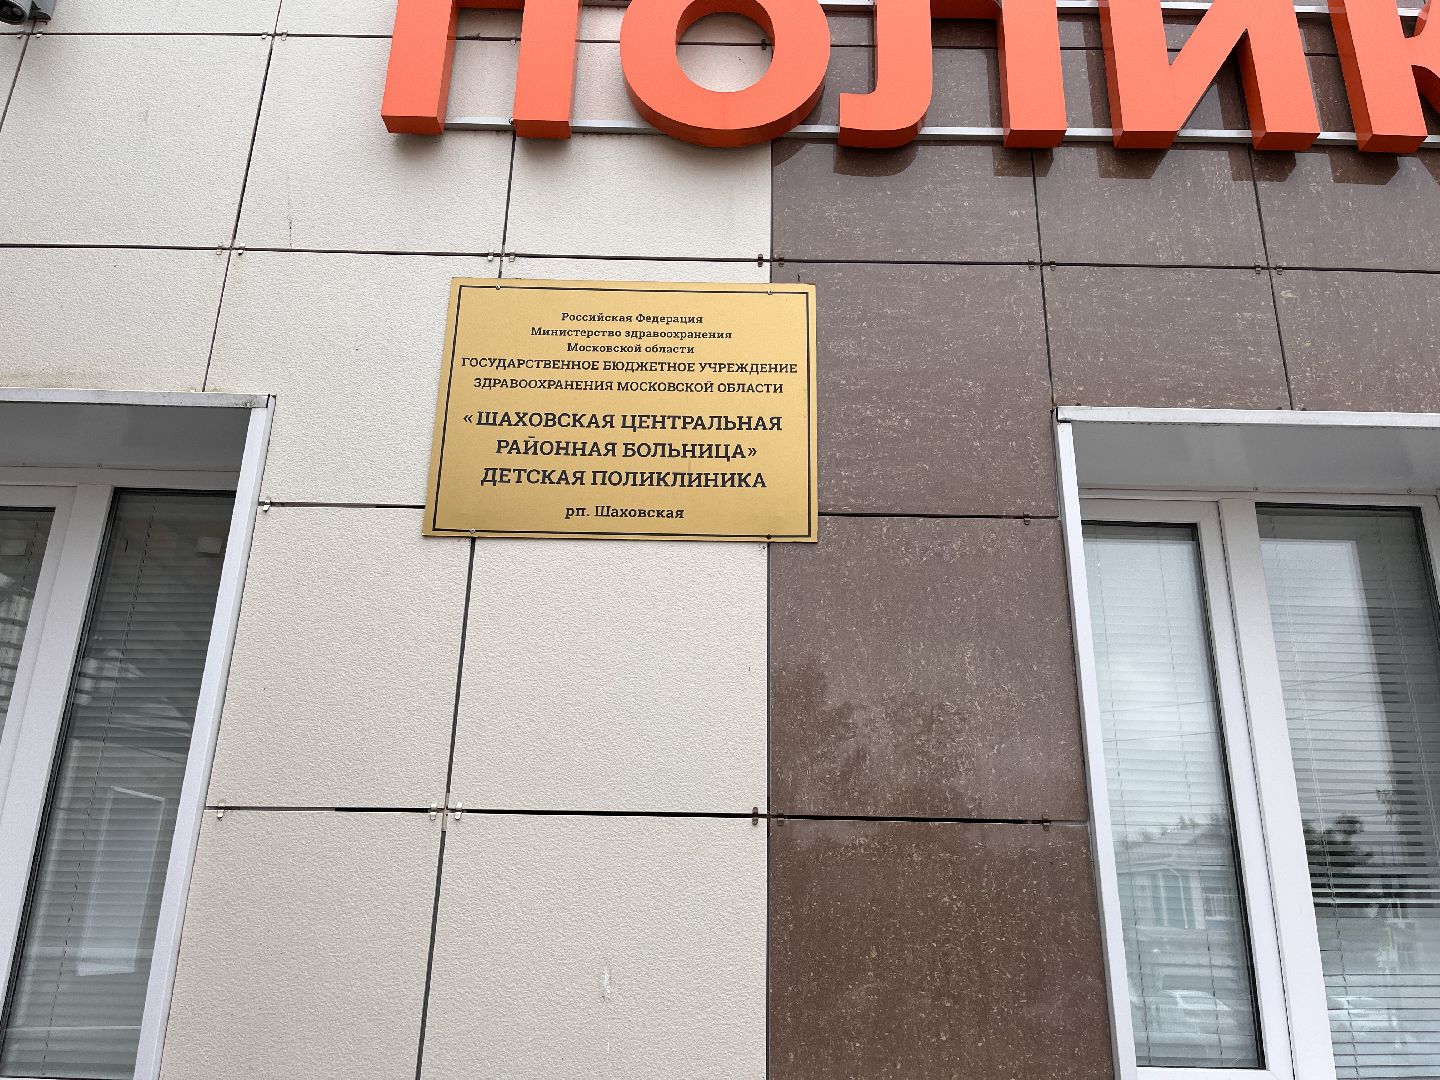 ПОЛИК
Российская Федерация
Министерство здравоохранения
Московской области
ГОСУДАРСТВЕННОЕ БЮДЖЕТНОЕ УЧРЕЖДЕНИЕ
ЗДРАВООХРАНЕНИЯ МОСКОВСКОЙ ОБЛАСТИ
«ШАХОВСКАЯ ЦЕНТРАЛЬНАЯ
РАЙОННАЯ БОЛЬНИЦА»
ДЕТСКАЯ ПОЛИКЛИНИКА
рп. Шаховская